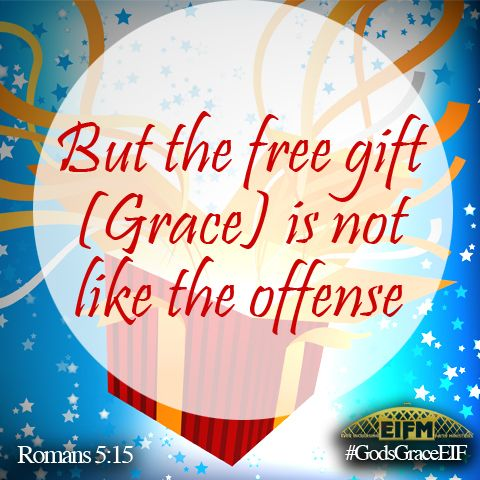 But the free gift
(Grace) is not
like the offense
Romans 5:15
EIFM
#GodsGraceEIF